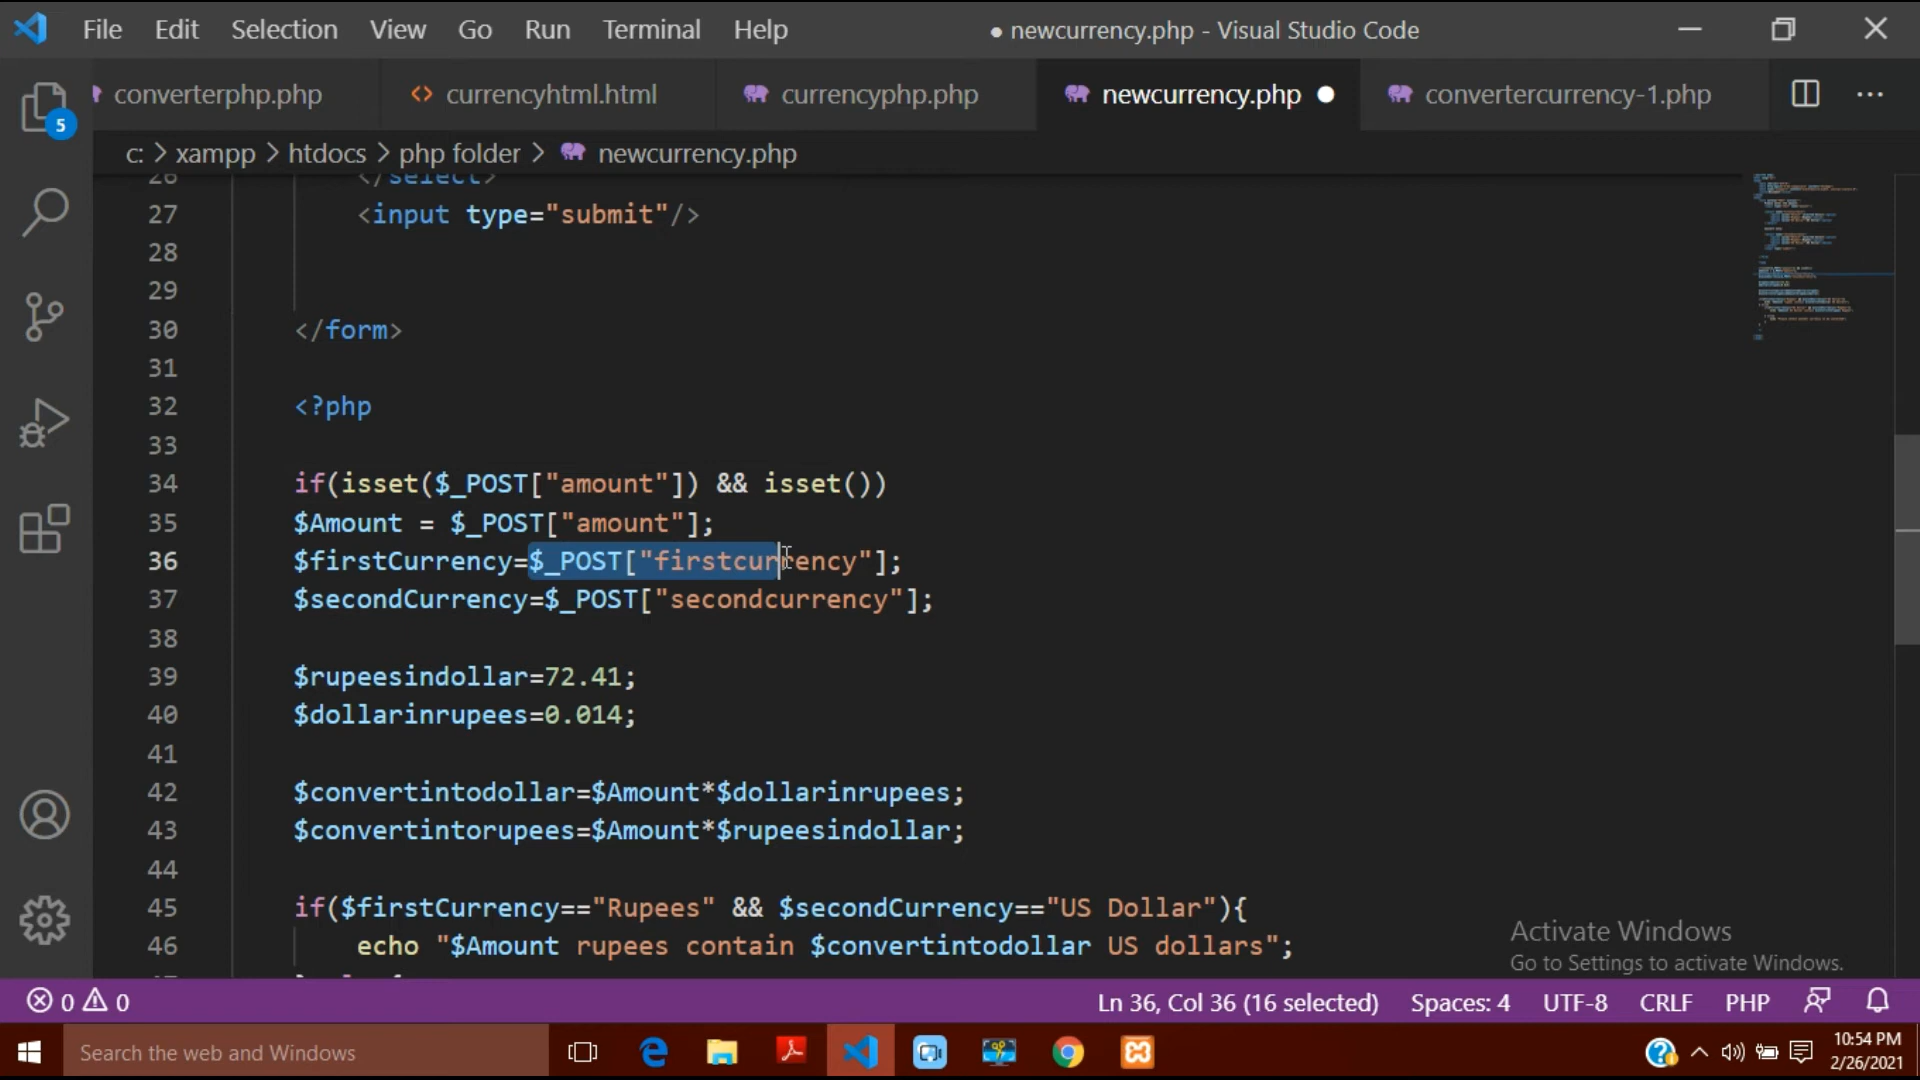 File Edit Selection View Go Run Terminal Help ● newcurrency.php - Visual Studio Code
converterphp.php <> currencyhtml.html currencyphp.php newcurrency.php ● convertercurrency-1.php ...
c: > xampp > htdocs > php folder > newcurrency.php
5
26 </select>
27 <input type="submit"/>
28
29
30 </form>
31
32 <?php
33
34 if(isset($_POST["amount"]) && isset())
35 $Amount = $_POST["amount"];
36 $firstCurrency=$_POST["firstcurrency"];
37 $secondCurrency=$_POST["secondcurrency"];
38
39 $rupeesindollar=72.41;
40 $dollarinrupees=0.014;
41
42 $convertintodollar=$Amount*$dollarinrupees;
43 $convertintorupees=$Amount*$rupeesindollar;
44
45 if($firstCurrency=="Rupees" && $secondCurrency=="US Dollar"){
46 echo "$Amount rupees contain $convertintodollar US dollars";
Activate Windows
Go to Settings to activate Windows.
0 0 Ln 36, Col 36 (16 selected) Spaces: 4 UTF-8 CRLF PHP
Search the web and Windows
10:54 PM
2/26/2021